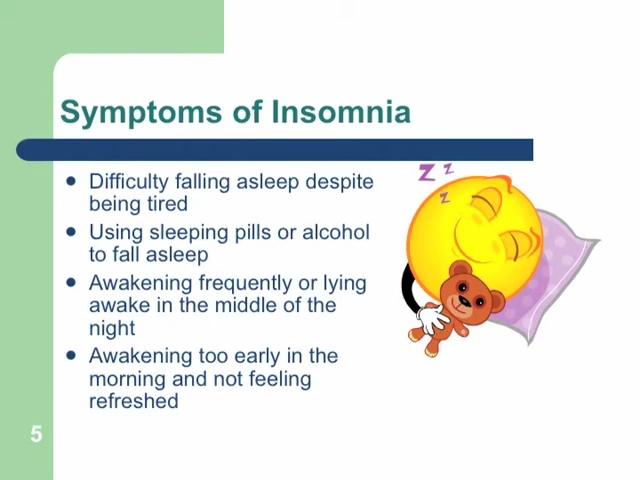 Symptoms of Insomnia
Difficulty falling asleep despite
being tired
Using sleeping pills or alcohol
to fall asleep
Awakening frequently or lying
awake in the middle of the
night
Awakening too early in the
morning and not feeling
refreshed
5
z z
z